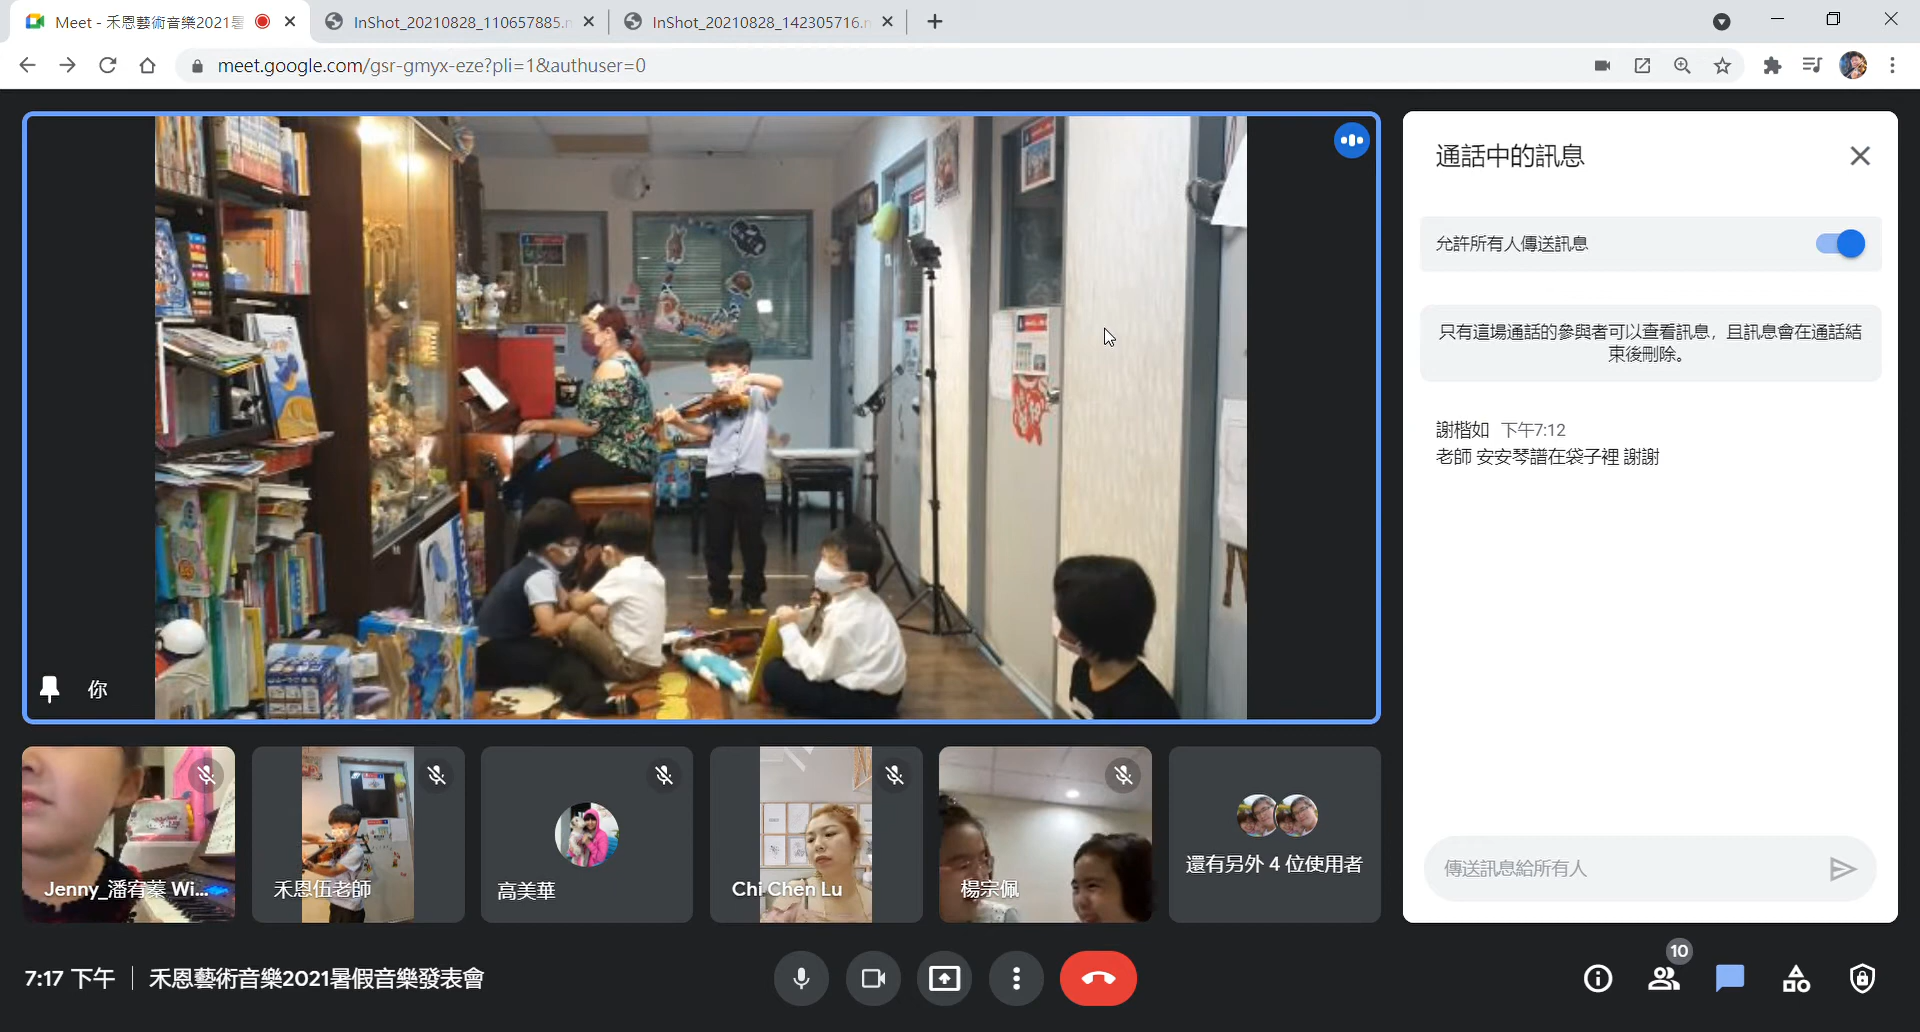 Meet - 禾恩藝術音樂2021暑
InShot_20210828_110657885.n
InShot_20210828_142305716.n
meet.google.com/gsr-gmyx-eze?pli=1&authuser=0
通話中的訊息
允許所有人傳送訊息
只有這場通話的參與者可以查看訊息，且訊息會在通話結
束後刪除。
謝楷如 下午7:12
老師 安安琴譜在袋子裡 謝謝
你
Jenny_潘宥蓁 Wi...
禾恩伍老師
高美華
Chi Chen Lu
楊宗佩
還有另外 4 位使用者
傳送訊息給所有人
7:17 下午
禾恩藝術音樂2021暑假音樂發表會
10